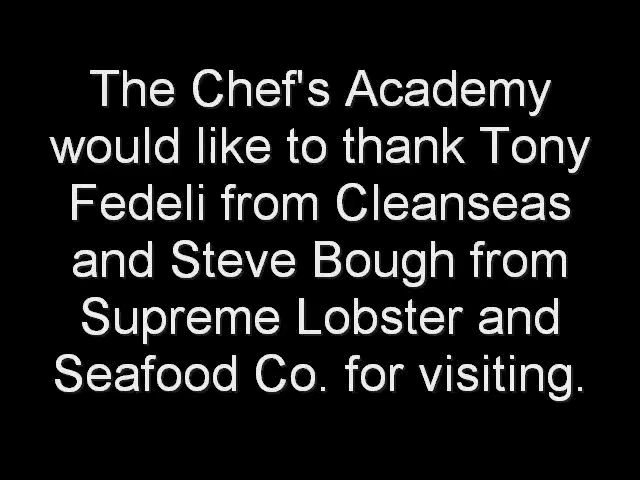 The Chef's Academy
would like to thank Tony
Fedeli from Cleanseas
and Steve Bough from
Supreme Lobster and
Seafood Co. for visiting.